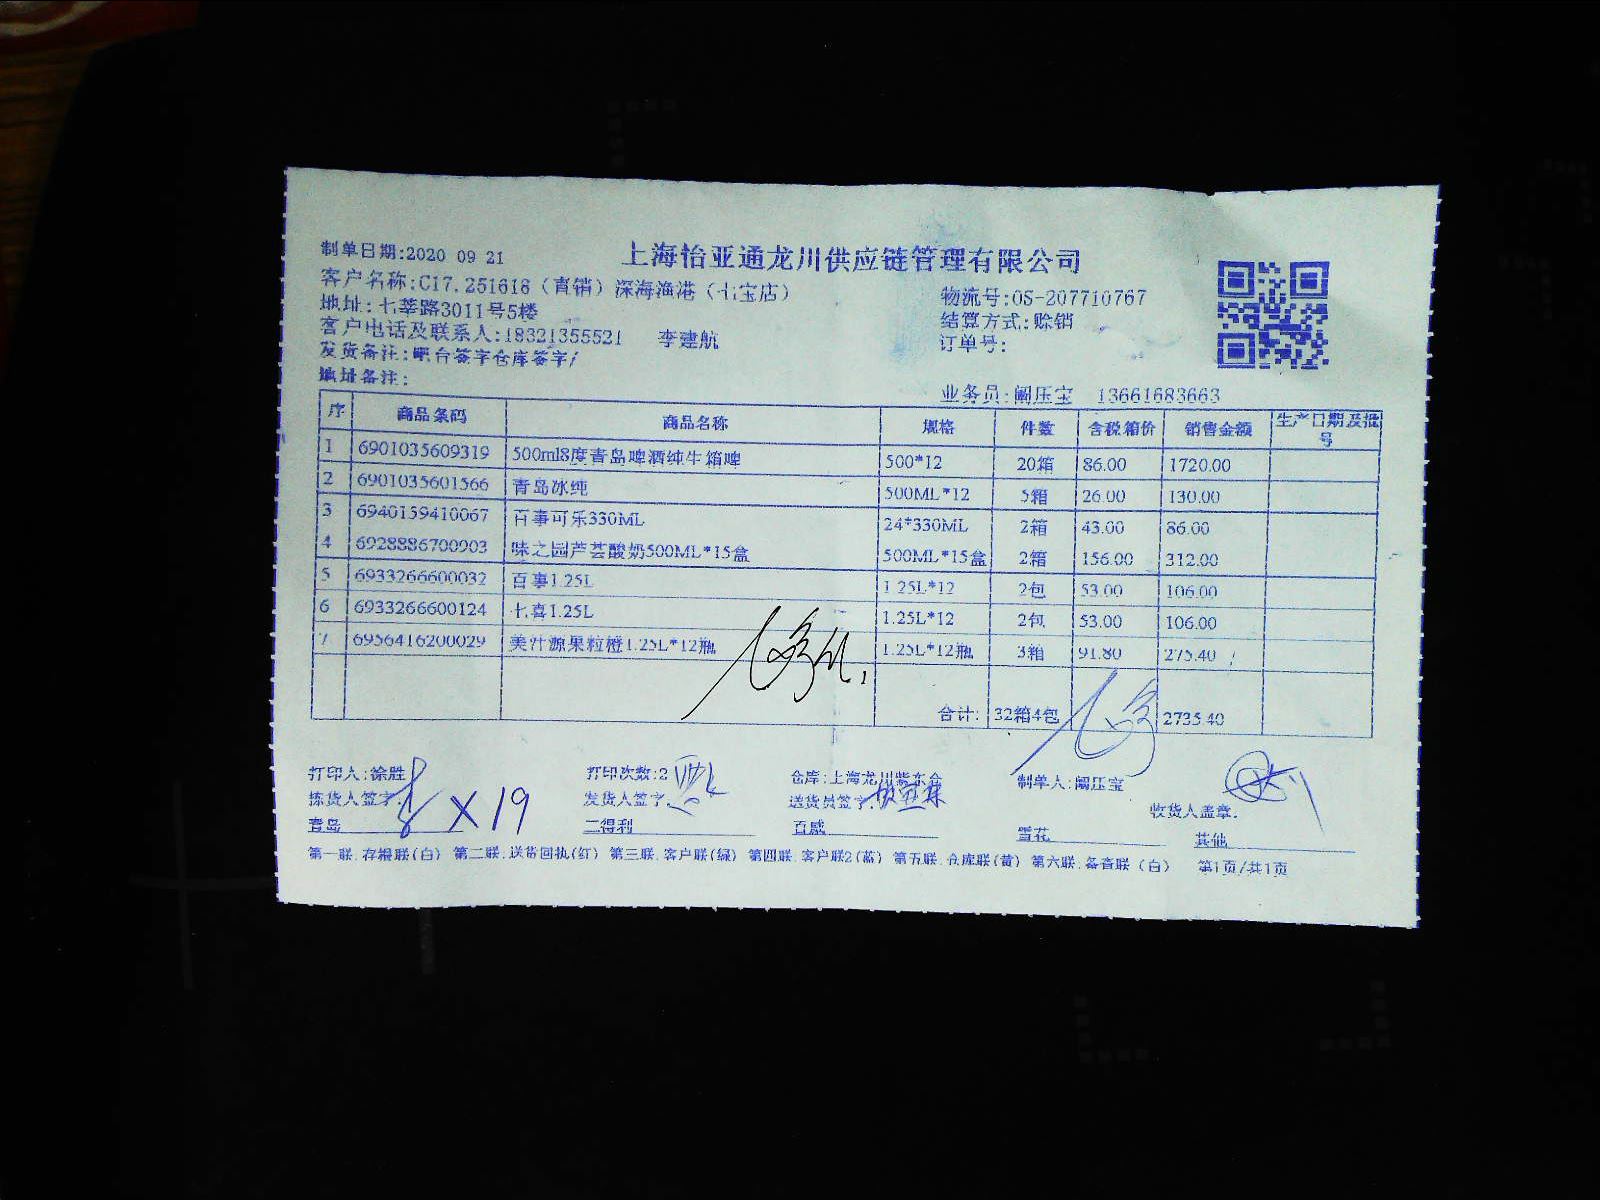 制单日期:2020 09 21
上海怡亚通龙川供应链管理有限公司
客户名称:C17.251618（直销）深海渔港（七宝店）
物流号:OS-207710767
地址:七莘路3011号5楼
结算方式:赊销
客户电话及联系人:18321355521 李建航
订单号:
发货备注:吧台签字仓库签字/
地址备注:
业务员:阚压宝 13661683663
序 商品条码 商品名称 规格 件数 含税箱价 销售金额 生产日期及批号
1 6901035609319 500ml8度青岛啤酒纯生箱啤 500*12 20箱 86.00 1720.00
2 6901035601566 青岛冰纯 500ML*12 5箱 26.00 130.00
3 6940159410067 百事可乐330ML 24*330ML 2箱 43.00 86.00
4 6928886700903 味之园芦荟酸奶500ML*15盒 500ML*15盒 2箱 156.00 312.00
5 6933266600032 百事1.25L 1.25L*12 2包 53.00 106.00
6 6933266600124 七喜1.25L 1.25L*12 2包 53.00 106.00
7 6956416200029 美汁源果粒橙1.25L*12瓶 1.25L*12瓶 3箱 91.80 275.40
合计: 32箱4包 2735.40
打印人:徐胜 打印次数:2 仓库:上海龙川紫东仓 制单人:阚压宝
拣货人签字: 发货人签字: 送货员签字: 收货人盖章:
X19
青岛 二得利 百威 雪花 其他
第一联.存根联(白) 第二联.送货回执(红) 第三联.客户联(绿) 第四联.客户联2(蓝) 第五联.仓库联(黄) 第六联.备查联（白） 第1页/共1页